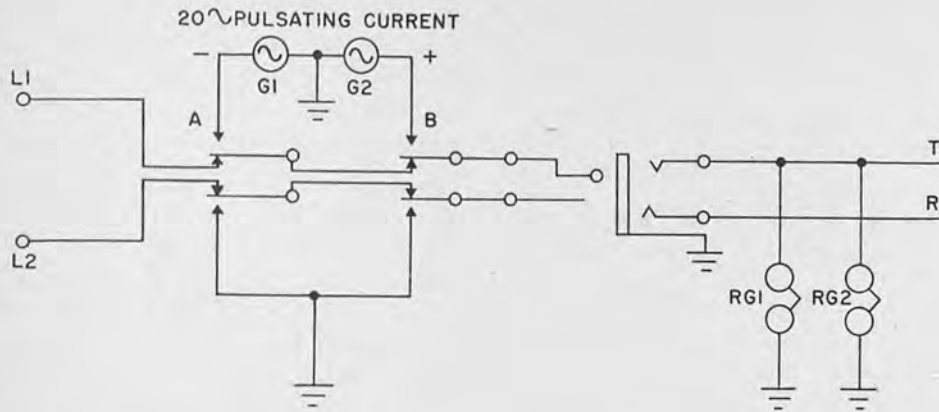 20∿PULSATING CURRENT
−
+
G1
G2
L1
A
B
T
R
RG1
RG2
L2